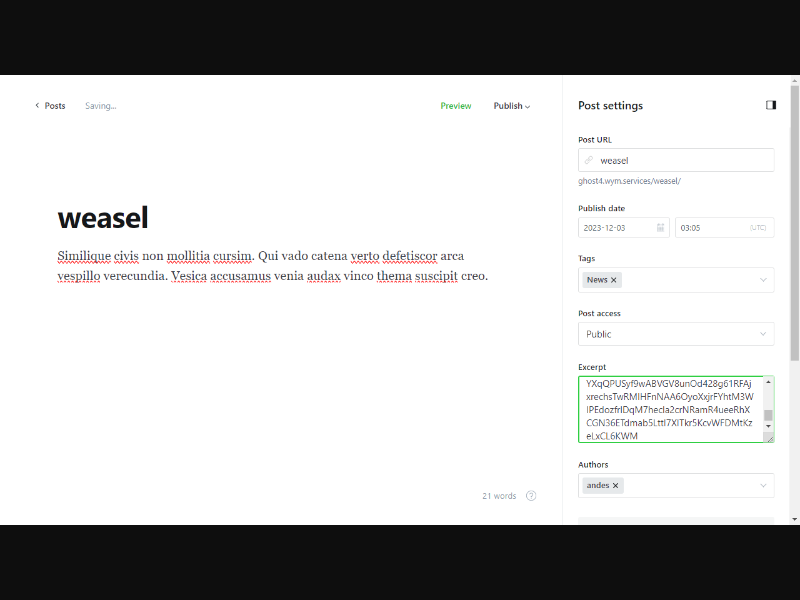 Posts
Saving...
Preview
Publish
weasel
Similique civis non mollitia cursim. Qui vado catena verto defetiscor arca
vespillo verecundia. Vesica accusamus venia audax vinco thema suscipit creo.
21 words
?
Post settings
Post URL
weasel
ghost4.wym.services/weasel/
Publish date
2023-12-03
03:05
(UTC)
Tags
News
Post access
Public
Excerpt
YXqQPUSyf9wABVGV8unOd428g61RFAj
xrechsTwRMIHFnNAA6OyoXxjrFYhtM3W
IPEdozfrIDqM7hecIa2crNRamR4ueeRhX
CGN36ETdmab5LttI7XITkr5KcvWFDMtKz
eLxCL6KWM
Authors
andes